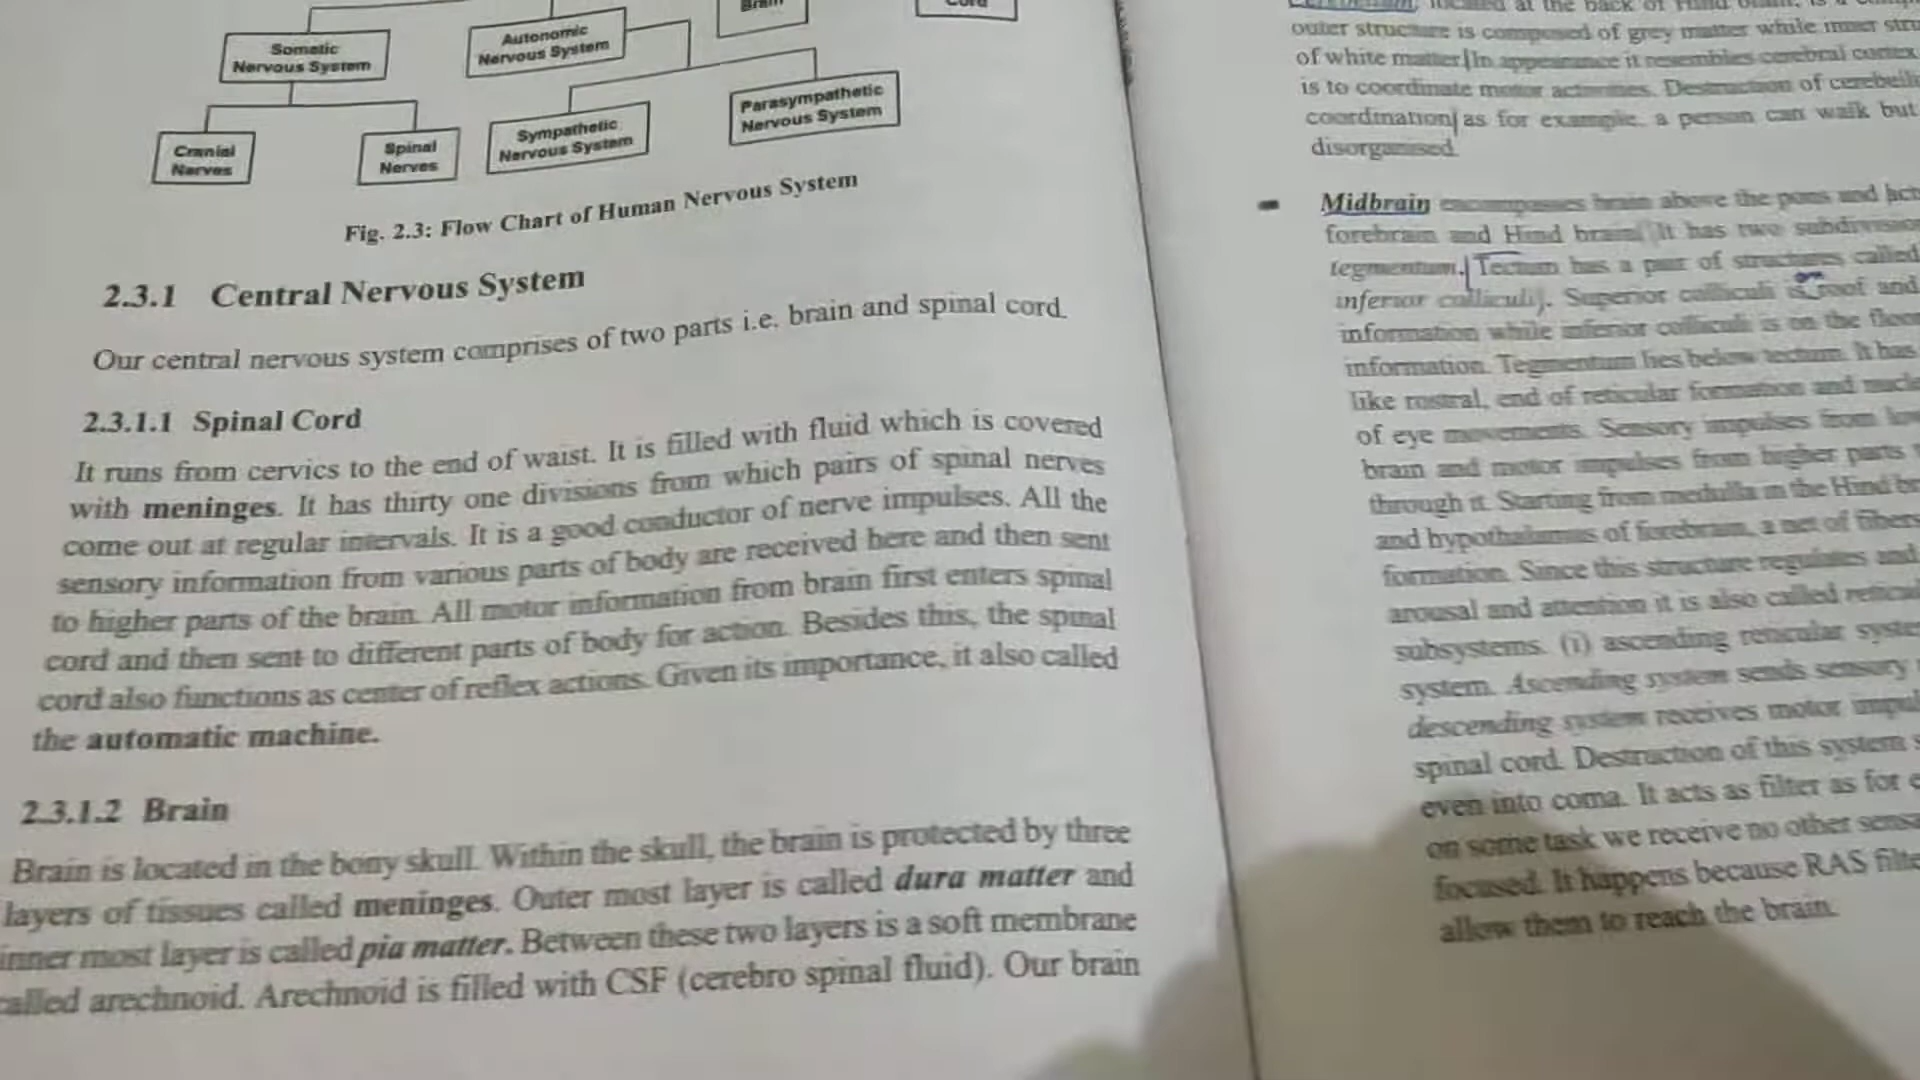 Brain
Cord
Somatic
Nervous System
Autonomic
Nervous System
Cranial
Nerves
Spinal
Nerves
Sympathetic
Nervous System
Parasympathetic
Nervous System
Fig. 2.3: Flow Chart of Human Nervous System
2.3.1 Central Nervous System
Our central nervous system comprises of two parts i.e. brain and spinal cord.
2.3.1.1 Spinal Cord
It runs from cervics to the end of waist. It is filled with fluid which is covered
with meninges. It has thirty one divisions from which pairs of spinal nerves
come out at regular intervals. It is a good conductor of nerve impulses. All the
sensory information from various parts of body are received here and then sent
to higher parts of the brain. All motor information from brain first enters spinal
cord and then sent to different parts of body for action. Besides this, the spinal
cord also functions as center of reflex actions. Given its importance, it also called
the automatic machine.
2.3.1.2 Brain
Brain is located in the bony skull. Within the skull, the brain is protected by three
layers of tissues called meninges. Outer most layer is called dura matter and
inner most layer is called pia matter. Between these two layers is a soft membrane
called arechnoid. Arechnoid is filled with CSF (cerebro spinal fluid). Our brain
located at the back of Hind brain, is a
outer structure is composed of grey matter while inner
of white matter. In appearance it resembles cerebral cortex
is to coordinate motor activities. Destruction of
coordination as for example, a person can walk but
disorganised.
Midbrain encompasses brain above the pons and
forebrain and Hind brain. It has two
tegmentum. Tectum has a pair of structures called
inferior colliculi). Superior colliculi is roof and
information while inferior colliculi is on the floor
information. Tegmentum lies below tectum. It has
like rostral, end of reticular formation and
of eye movements. Sensory impulses from
brain and motor impulses from higher parts
through it. Starting from medulla in the Hind
and hypothalamus of forebrain, a net of fibers
formation. Since this structure regulates and
arousal and attention it is also called
subsystems. (i) ascending reticular
system. Ascending system sends sensory
descending system receives motor
spinal cord. Destruction of this system
even into coma. It acts as filter as for
on some task we receive no other
focused. It happens because RAS
allow them to reach the brain.